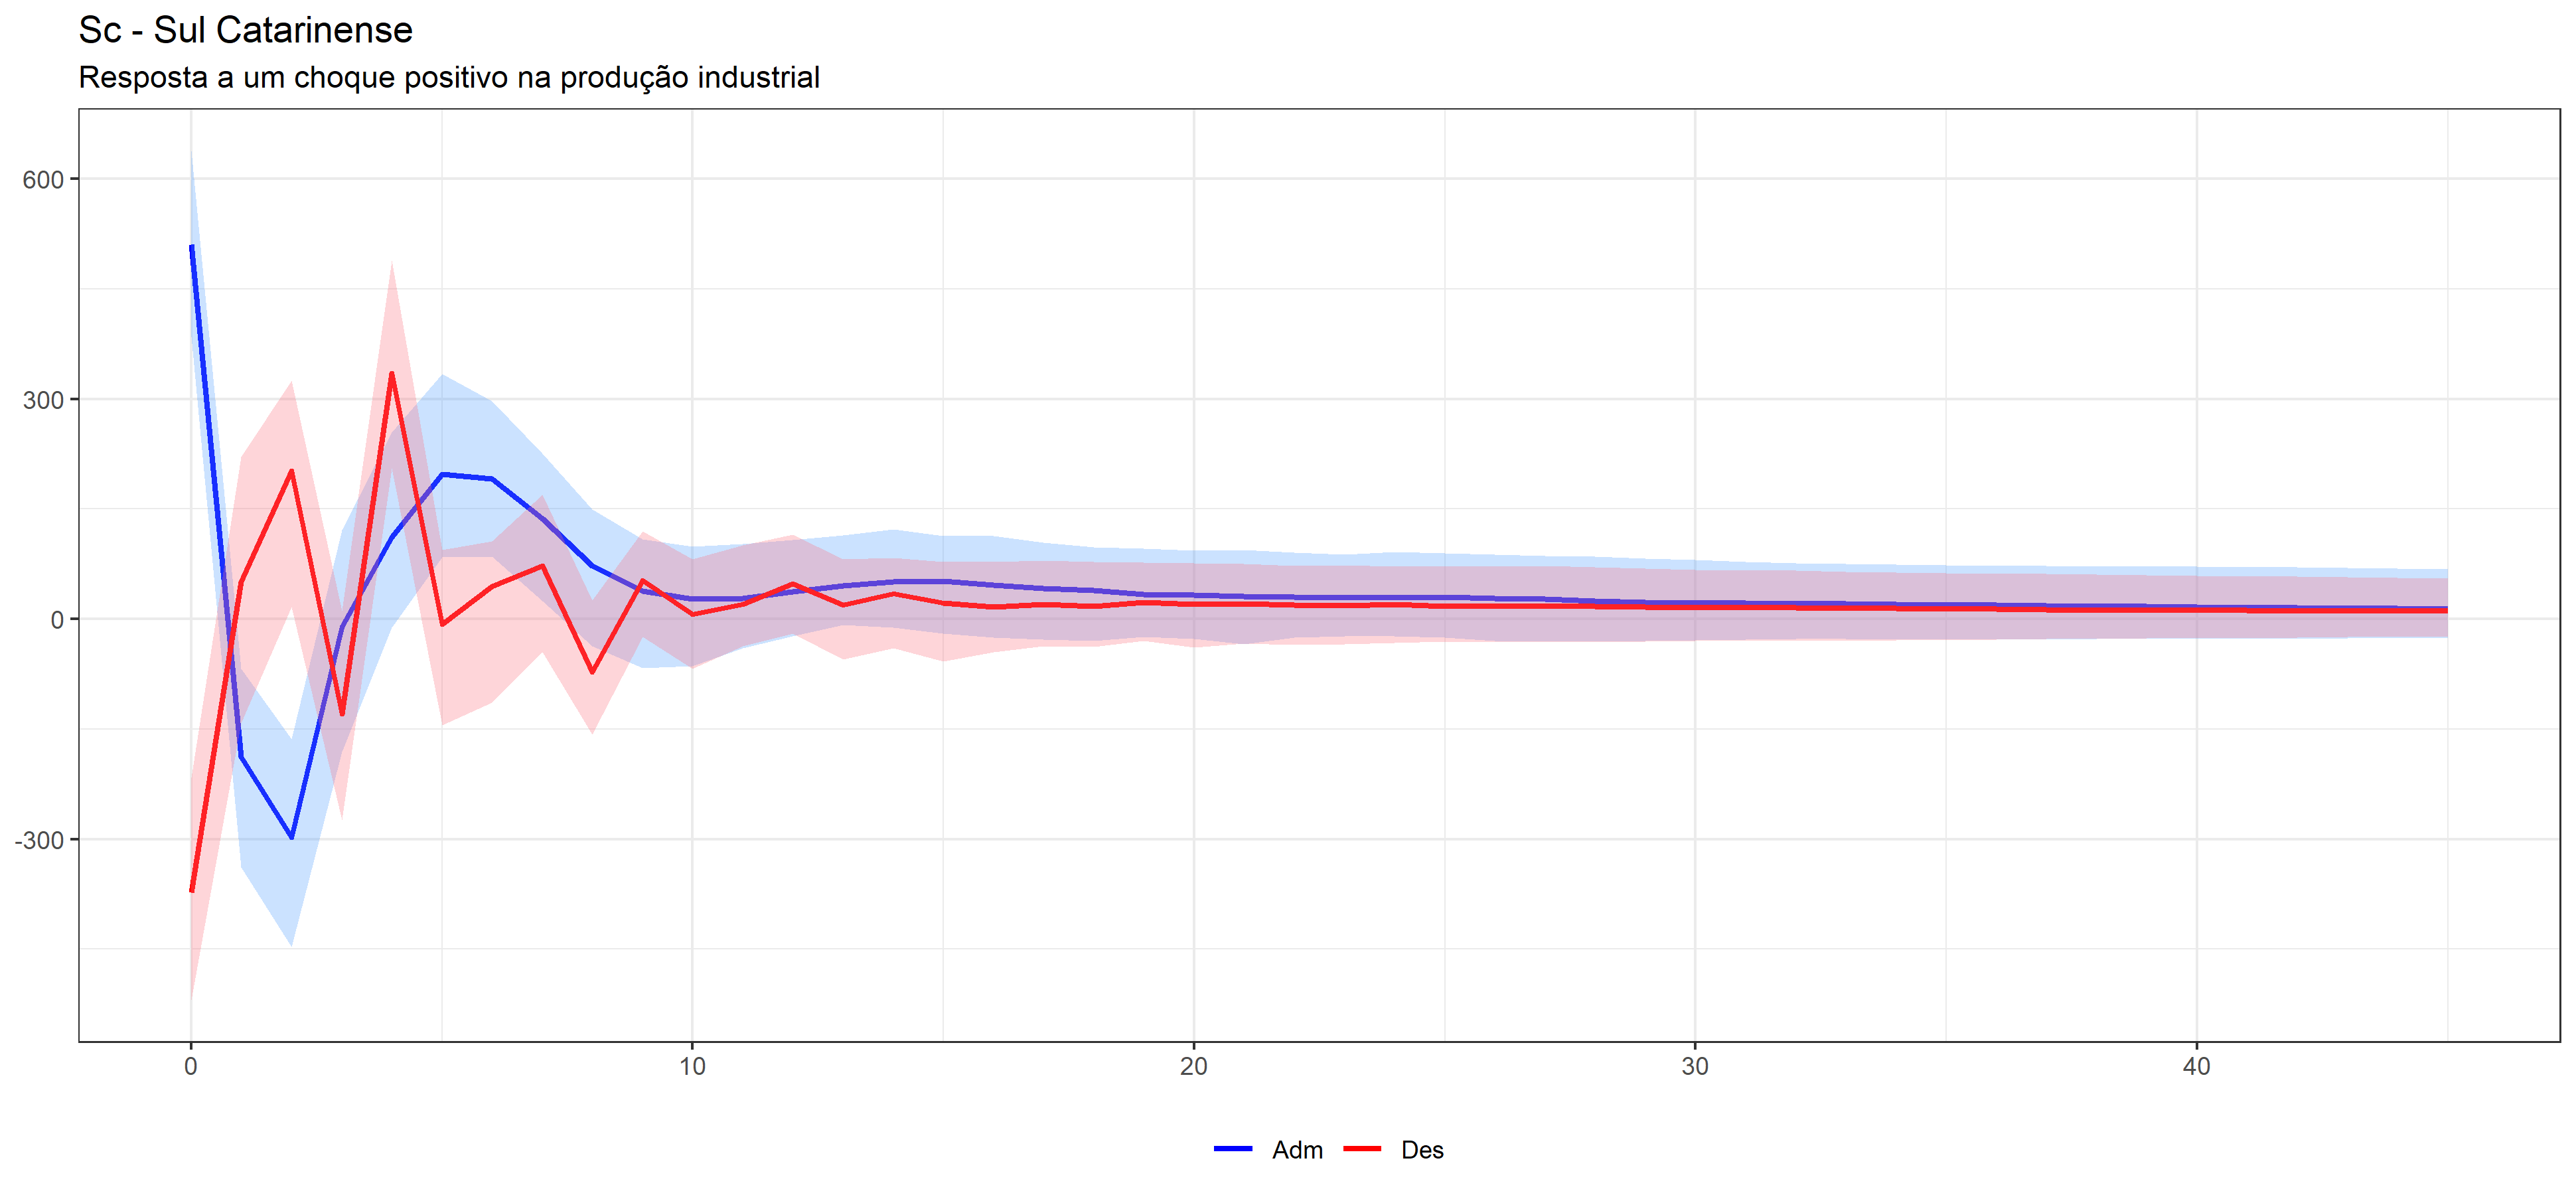 Sc - Sul Catarinense
Resposta a um choque positivo na produção industrial
600
300
0
-300
0 10 20 30 40
Adm Des